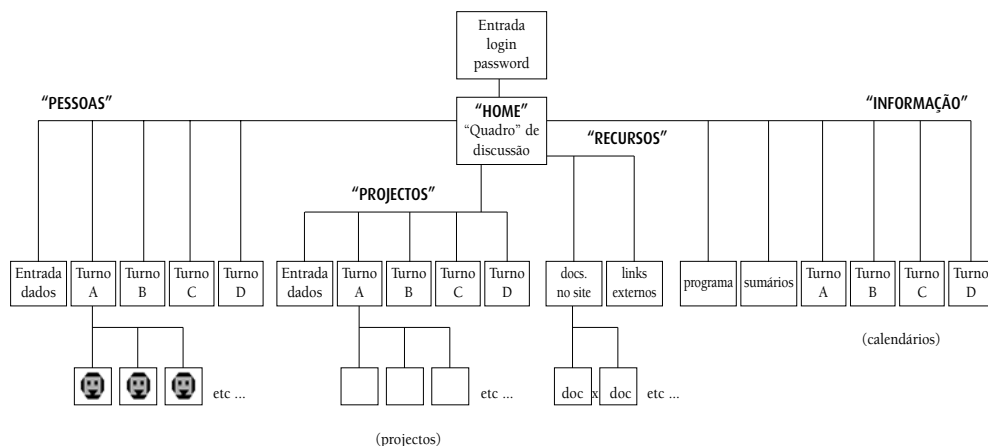 Entrada
login
password
“PESSOAS”
“HOME”
“Quadro” de
discussão
“INFORMAÇÃO”
“RECURSOS”
“PROJECTOS”
Entrada
dados
Turno
A
Turno
B
Turno
C
Turno
D
Entrada
dados
Turno
A
Turno
B
Turno
C
Turno
D
docs.
no site
links
externos
programa
sumários
Turno
A
Turno
B
Turno
C
Turno
D
(calendários)
etc ...
etc ...
doc x doc
etc ...
(projectos)